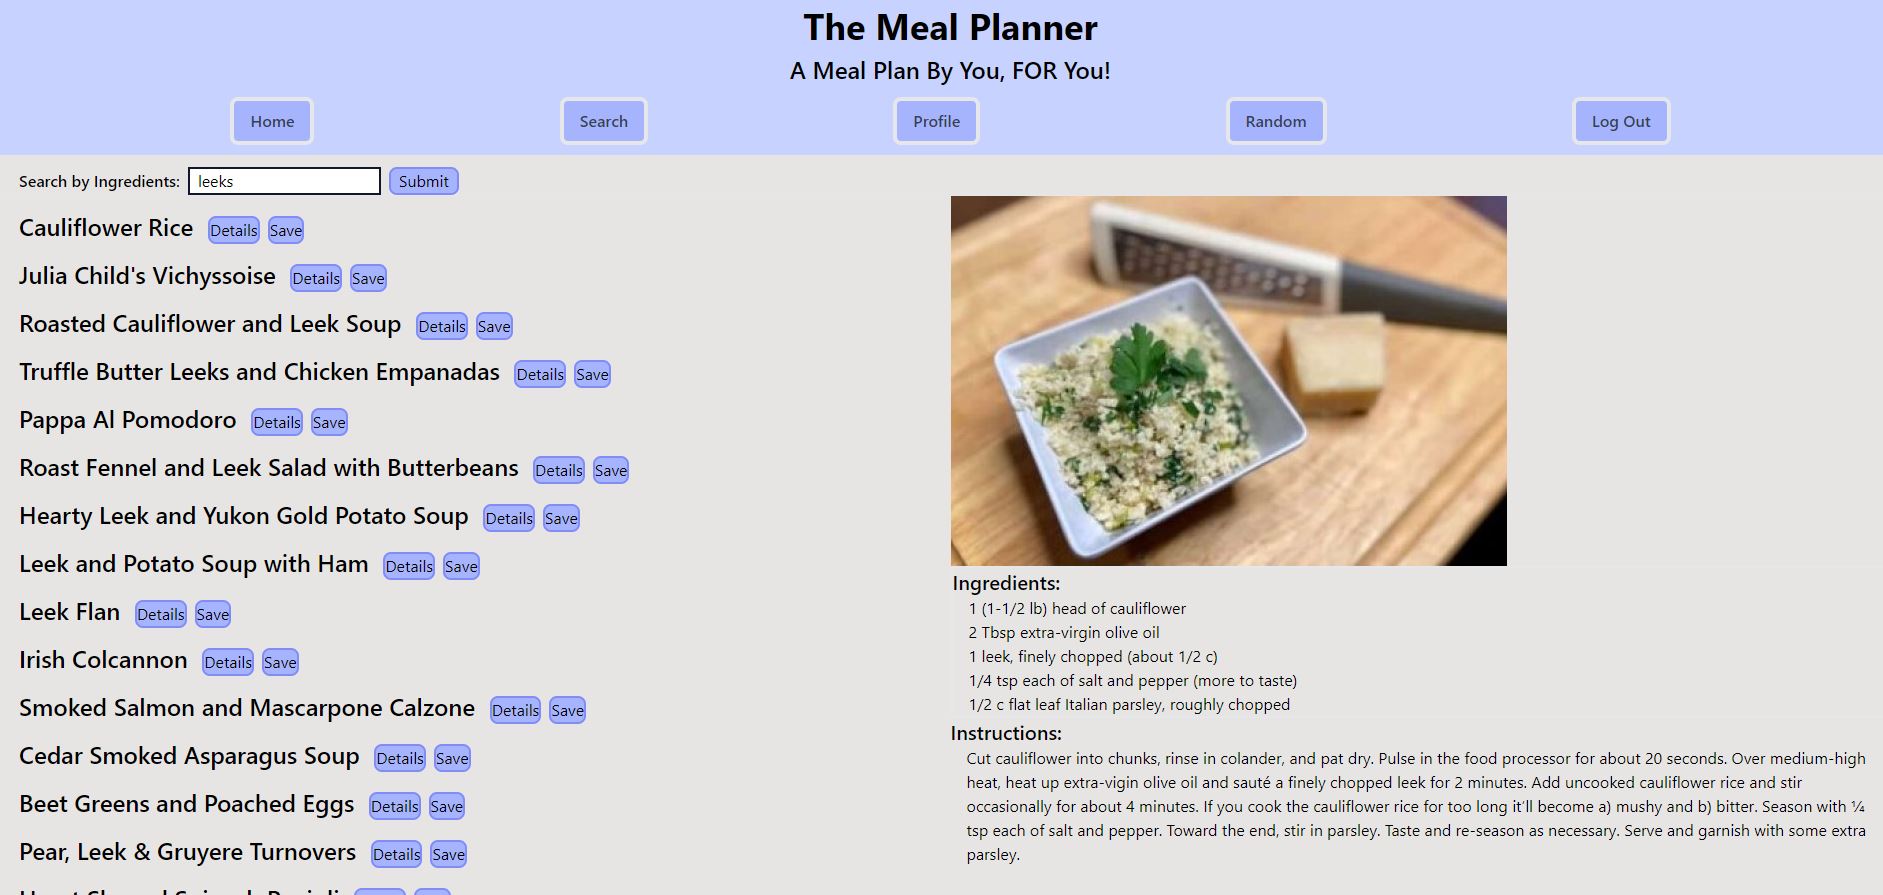 The Meal Planner
A Meal Plan By You, FOR You!
Home
Search
Profile
Random
Log Out
Search by Ingredients: leeks Submit
Cauliflower Rice Details Save
Julia Child's Vichyssoise Details Save
Roasted Cauliflower and Leek Soup Details Save
Truffle Butter Leeks and Chicken Empanadas Details Save
Pappa Al Pomodoro Details Save
Roast Fennel and Leek Salad with Butterbeans Details Save
Hearty Leek and Yukon Gold Potato Soup Details Save
Leek and Potato Soup with Ham Details Save
Leek Flan Details Save
Irish Colcannon Details Save
Smoked Salmon and Mascarpone Calzone Details Save
Cedar Smoked Asparagus Soup Details Save
Beet Greens and Poached Eggs Details Save
Pear, Leek & Gruyere Turnovers Details Save
Ingredients:
1 (1-1/2 lb) head of cauliflower
2 Tbsp extra-virgin olive oil
1 leek, finely chopped (about 1/2 c)
1/4 tsp each of salt and pepper (more to taste)
1/2 c flat leaf Italian parsley, roughly chopped
Instructions:
Cut cauliflower into chunks, rinse in colander, and pat dry. Pulse in the food processor for about 20 seconds. Over medium-high
heat, heat up extra-vigin olive oil and sauté a finely chopped leek for 2 minutes. Add uncooked cauliflower rice and stir
occasionally for about 4 minutes. If you cook the cauliflower rice for too long it'll become a) mushy and b) bitter. Season with ¼
tsp each of salt and pepper. Toward the end, stir in parsley. Taste and re-season as necessary. Serve and garnish with some extra
parsley.